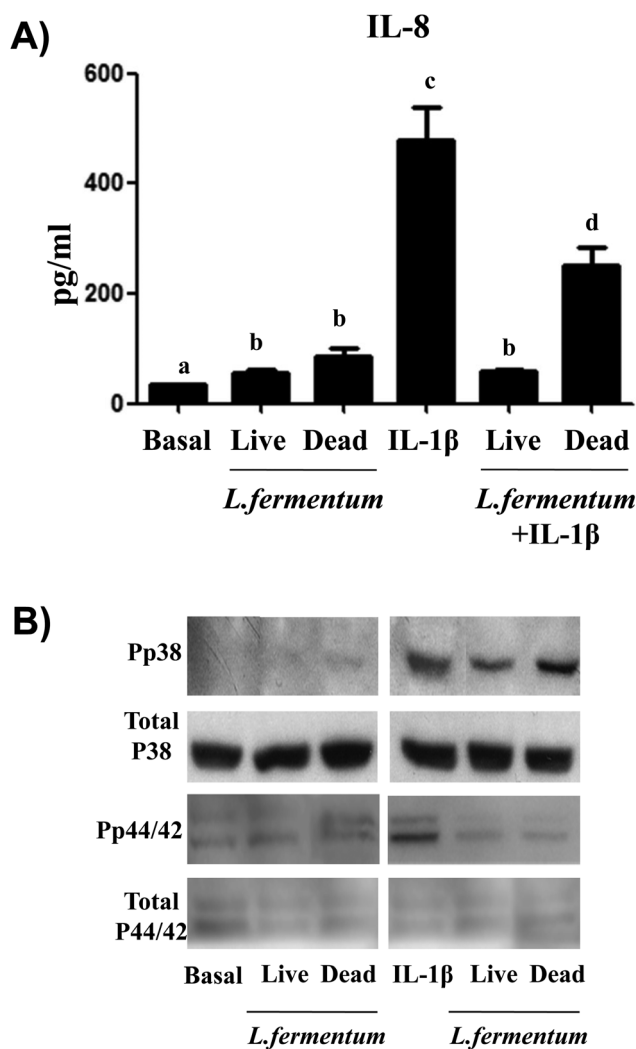 A)
IL-8
600
400
200
0
pg/ml
a
b
b
c
b
d
Basal Live Dead IL-1β Live Dead
L.fermentum L.fermentum
+IL-1β
B)
Pp38
Total
P38
Pp44/42
Total
P44/42
Basal Live Dead IL-1β Live Dead
L.fermentum L.fermentum